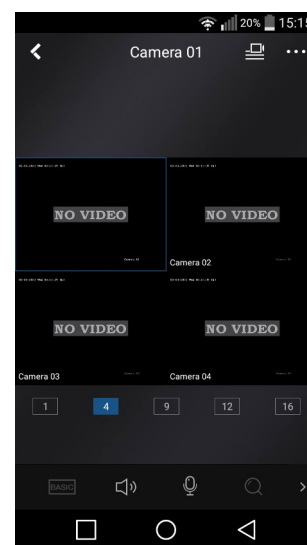 20% 15:15
Camera 01
NO VIDEO
NO VIDEO
Camera 02
NO VIDEO
NO VIDEO
Camera 03
Camera 04
1 4 9 12 16
BASIC